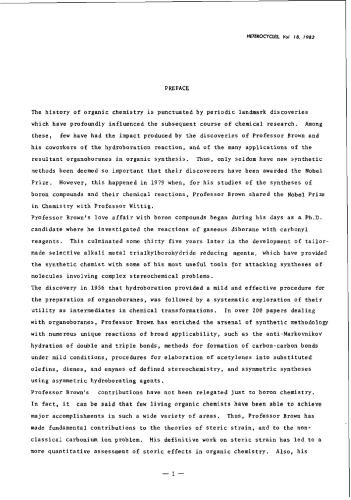 HETEROCYCLES, Vol 18, 1982
PREFACE
The history of organic chemistry is punctuated by periodic landmark discoveries
which have profoundly influenced the subsequent course of chemical research. Among
these, few have had the impact produced by the discoveries of Professor Brown and
his coworkers of the hydroboration reaction, and of the many applications of the
resultant organoboranes in organic synthesis. Thus, only seldom have new synthetic
methods been deemed so important that their discoverers have been awarded the Nobel
Prize. However, this happened in 1979 when, for his studies of the syntheses of
boron compounds and their chemical reactions, Professor Brown shared the Nobel Prize
in Chemistry with Professor Wittig.
Professor Brown's love affair with boron compounds began during his days as a Ph.D.
candidate where he investigated the reactions of gaseous diborane with carbonyl
reagents. This culminated some thirty five years later in the development of tailor-
made selective alkali metal trialkylborohydride reducing agents, which have provided
the synthetic chemist with some of his most useful tools for attacking syntheses of
molecules involving complex stereochemical problems.
The discovery in 1956 that hydroboration provided a mild and effective procedure for
the preparation of organoboranes, was followed by a systematic exploration of their
utility as intermediates in chemical transformations. In over 200 papers dealing
with organoboranes, Professor Brown has enriched the arsenal of synthetic methodology
with numerous unique reactions of broad applicability, such as the anti-Markovnikov
hydration of double and triple bonds, methods for formation of carbon-carbon bonds
under mild conditions, procedures for elaboration of acetylenes into substituted
olefins, dienes, and enynes of defined stereochemistry, and asymmetric syntheses
using asymmetric hydroborating agents.
Professor Brown's contributions have not been relegated just to boron chemistry.
In fact, it can be said that few living organic chemists have been able to achieve
major accomplishments in such a wide variety of areas. Thus, Professor Brown has
made fundamental contributions to the theories of steric strain, and to the non-
classical carbonium ion problem. His definitive work on steric strain has led to a
more quantitative assessment of steric effects in organic chemistry. Also, his
— 1 —